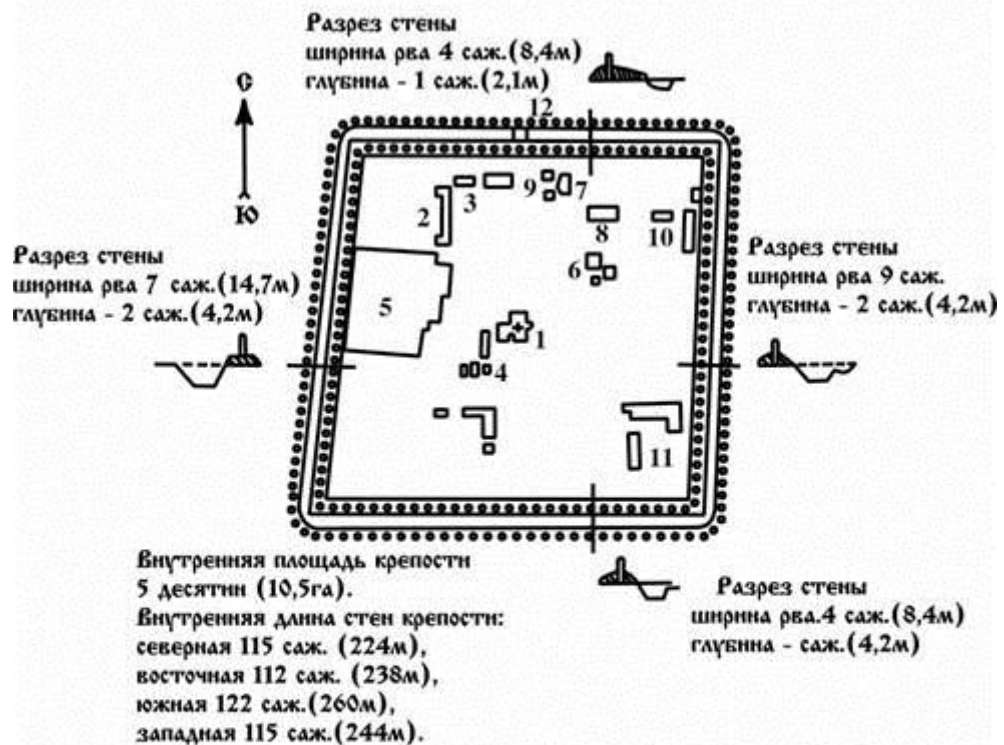 Разрез стены
ширина рва 4 саж.(8,4м)
глубина - 1 саж.(2,1м)
С
Ю
12
9
7
3
2
8
10
6
5
1
4
11
Разрез стены
ширина рва 7 саж.(14,7м)
глубина - 2 саж.(4,2м)
Разрез стены
ширина рва 9 саж.
глубина - 2 саж.(4,2м)
Внутренняя площадь крепости
5 десятин (10,5га).
Внутренняя длина стен крепости:
северная 115 саж. (224м),
восточная 112 саж. (238м),
южная 122 саж.(260м),
западная 115 саж.(244м).
Разрез стены
ширина рва.4 саж.(8,4м)
глубина - саж.(4,2м)